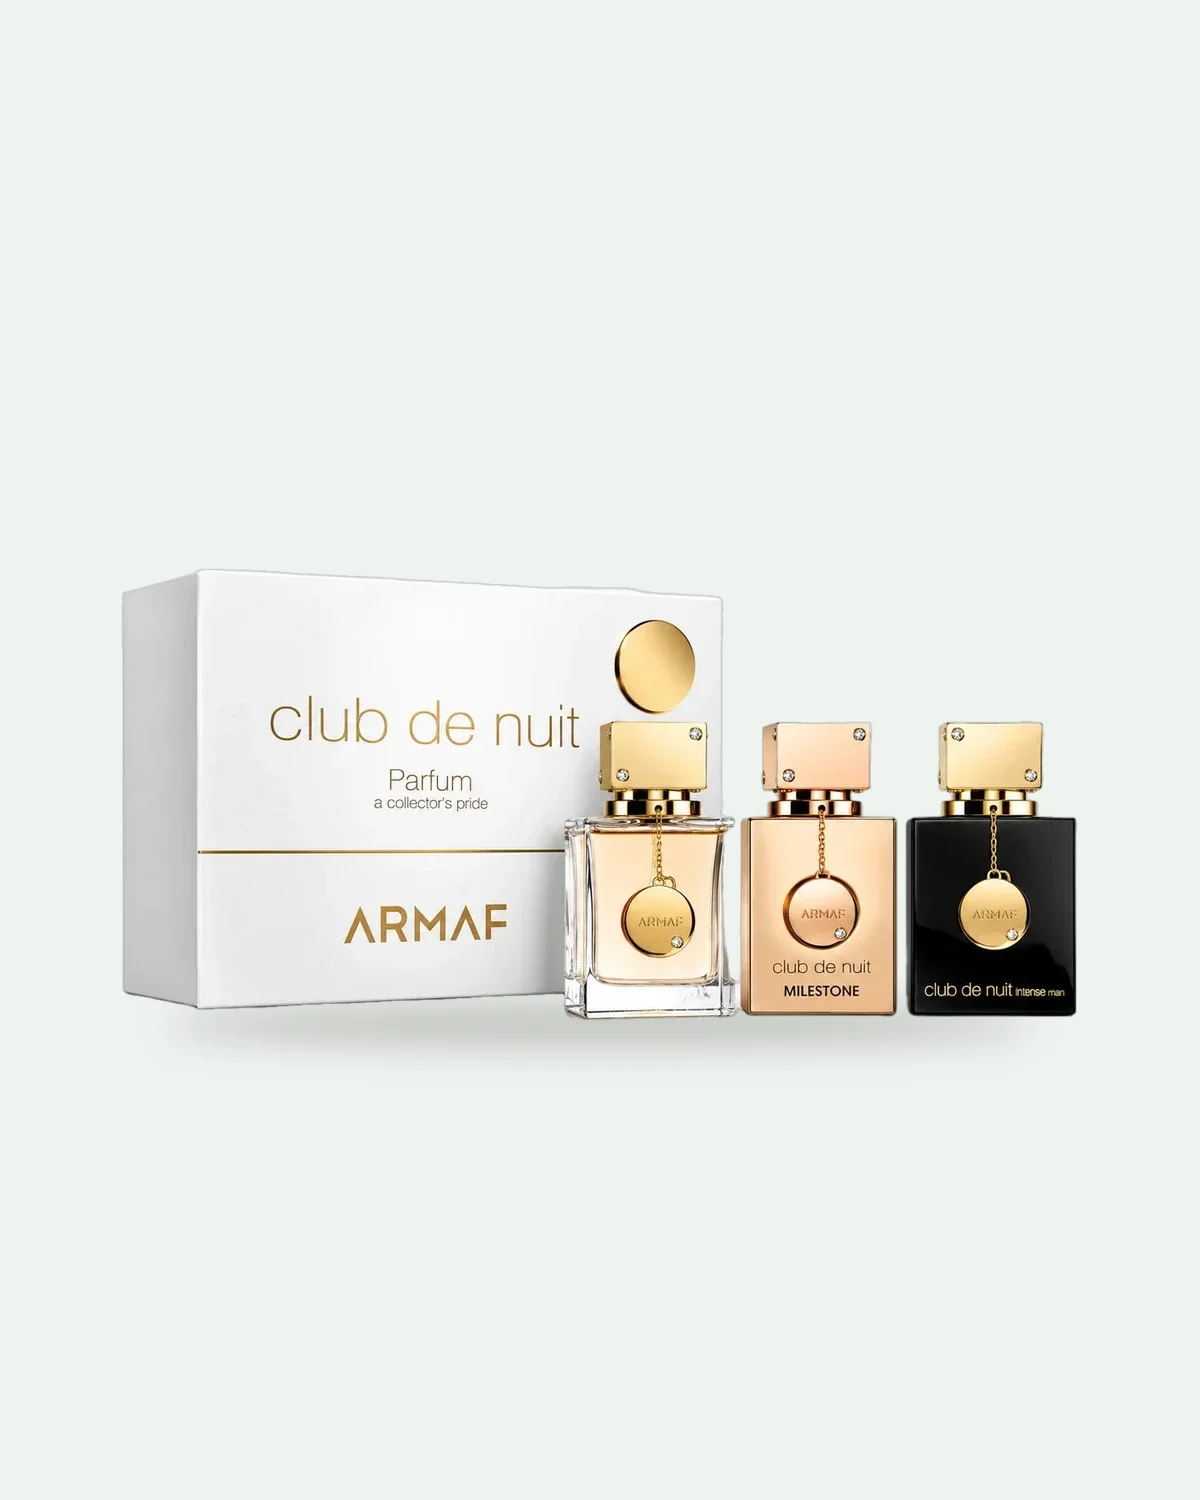 club de nuit
Parfum
a collector's pride
ARMAF
ARMAF
ARMAF
club de nuit
MILESTONE
ARMAF
club de nuit intense man